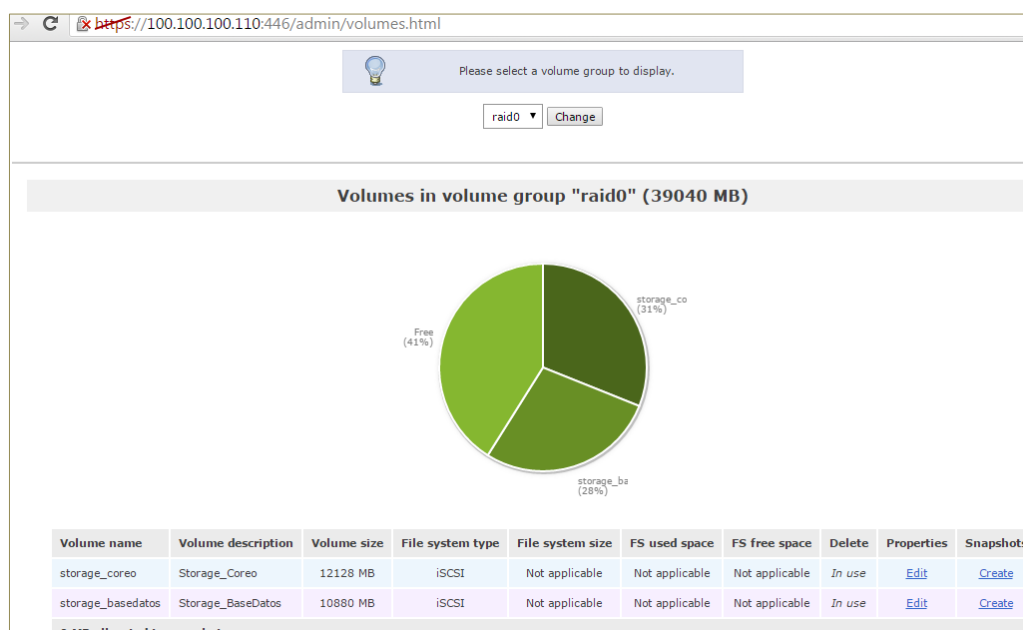 https://100.100.100.110:446/admin/volumes.html
Please select a volume group to display.
raid0 Change
Volumes in volume group "raid0" (39040 MB)
storage_co
(31%)
Free
(41%)
storage_ba
(28%)
Volume name Volume description Volume size File system type File system size FS used space FS free space Delete Properties Snapshots
storage_coreo Storage_Coreo 12128 MB iSCSI Not applicable Not applicable Not applicable In use Edit Create
storage_basedatos Storage_BaseDatos 10880 MB iSCSI Not applicable Not applicable Not applicable In use Edit Create